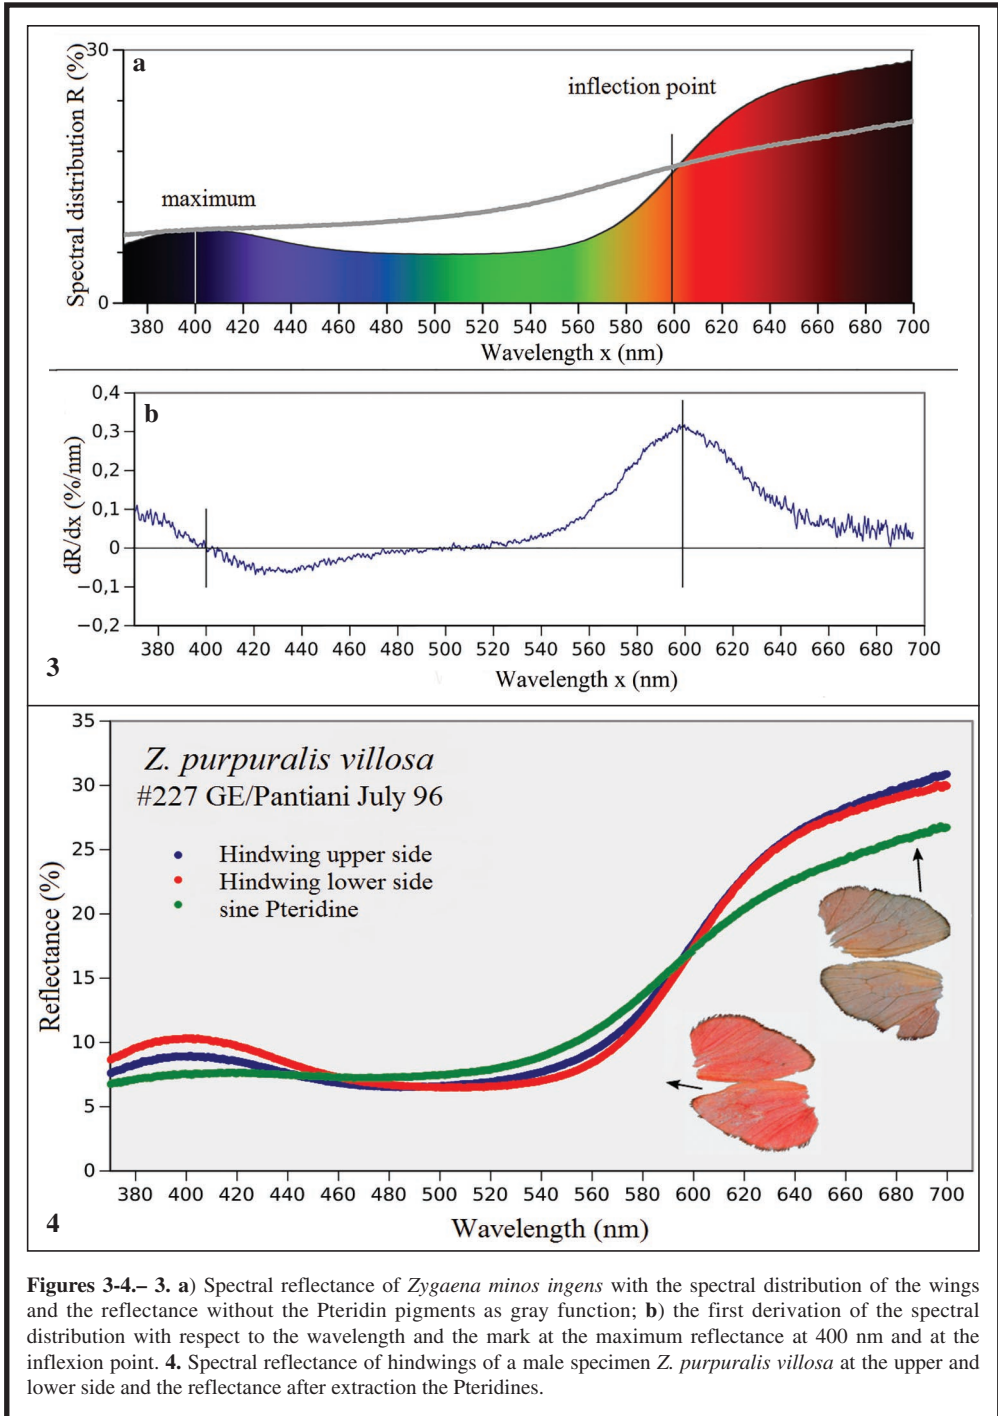 a
inflection point
maximum
Spectral distribution R (%)
30
0
380 400 420 440 460 480 500 520 540 560 580 600 620 640 660 680 700
Wavelength x (nm)
b
dR/dx (%/nm)
0,4
0,3
0,2
0,1
0
−0,1
−0,2
380 400 420 440 460 480 500 520 540 560 580 600 620 640 660 680 700
Wavelength x (nm)
3
35
30
25
20
15
10
5
0
Reflectance (%)
Z. purpuralis villosa
#227 GE/Pantiani July 96
Hindwing upper side
Hindwing lower side
sine Pteridine
380 400 420 440 460 480 500 520 540 560 580 600 620 640 660 680 700
Wavelength (nm)
4
Figures 3-4.– 3. a) Spectral reflectance of Zygaena minos ingens with the spectral distribution of the wings
and the reflectance without the Pteridin pigments as gray function; b) the first derivation of the spectral
distribution with respect to the wavelength and the mark at the maximum reflectance at 400 nm and at the
inflexion point. 4. Spectral reflectance of hindwings of a male specimen Z. purpuralis villosa at the upper and
lower side and the reflectance after extraction the Pteridines.